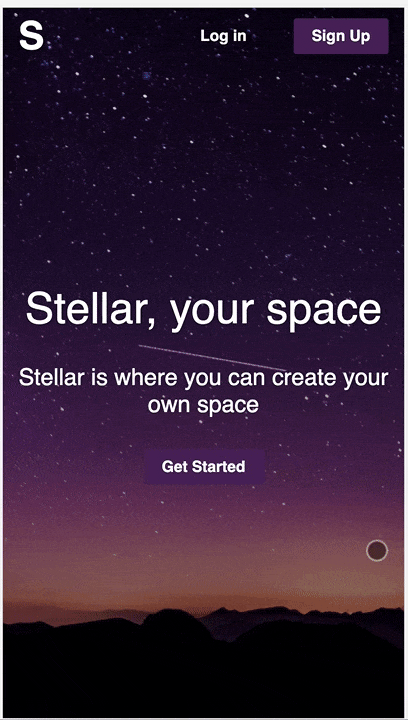 S
Log in
Sign Up
Stellar, your space
Stellar is where you can create your
own space
Get Started